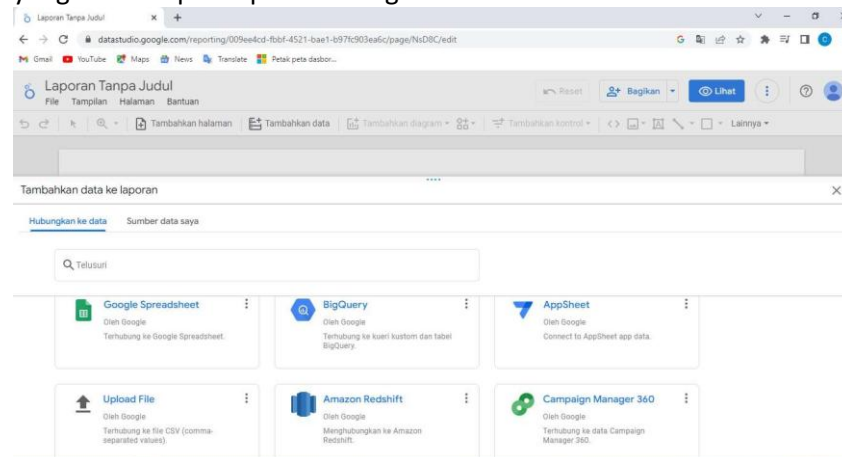 Laporan Tanpa Judul
datastudio.google.com/reporting/009ee4cd-fbbf-4521-bae1-b97fc903ea6c/page/NsD8C/edit
Gmail YouTube Maps News Translate Petak peta dasbor...
Laporan Tanpa Judul
File Tampilan Halaman Bantuan
Reset Bagikan Lihat
Tambahkan halaman Tambahkan data Tambahkan diagram Tambahkan kontrol Lainnya
Tambahkan data ke laporan
Hubungkan ke data Sumber data saya
Telusuri
Google Spreadsheet
Oleh Google
Terhubung ke Google Spreadsheet.
BigQuery
Oleh Google
Terhubung ke kueri kustom dan tabel
BigQuery.
AppSheet
Oleh Google
Connect to AppSheet app data.
Upload File
Oleh Google
Terhubung ke file CSV (comma-
separated values).
Amazon Redshift
Oleh Google
Menghubungkan ke Amazon
Redshift.
Campaign Manager 360
Oleh Google
Terhubung ke data Campaign
Manager 360.